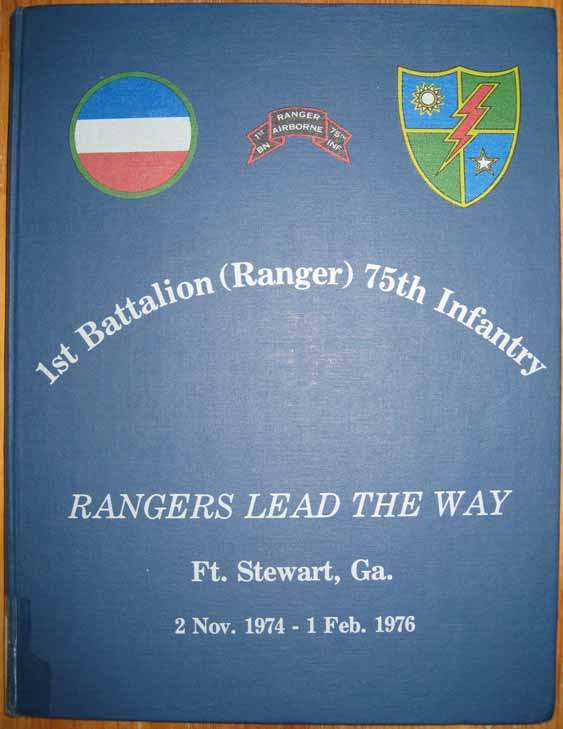 RANGER
1ST AIRBORNE 75TH
BN INF
1st Battalion (Ranger) 75th Infantry
RANGERS LEAD THE WAY
Ft. Stewart, Ga.
2 Nov. 1974 - 1 Feb. 1976